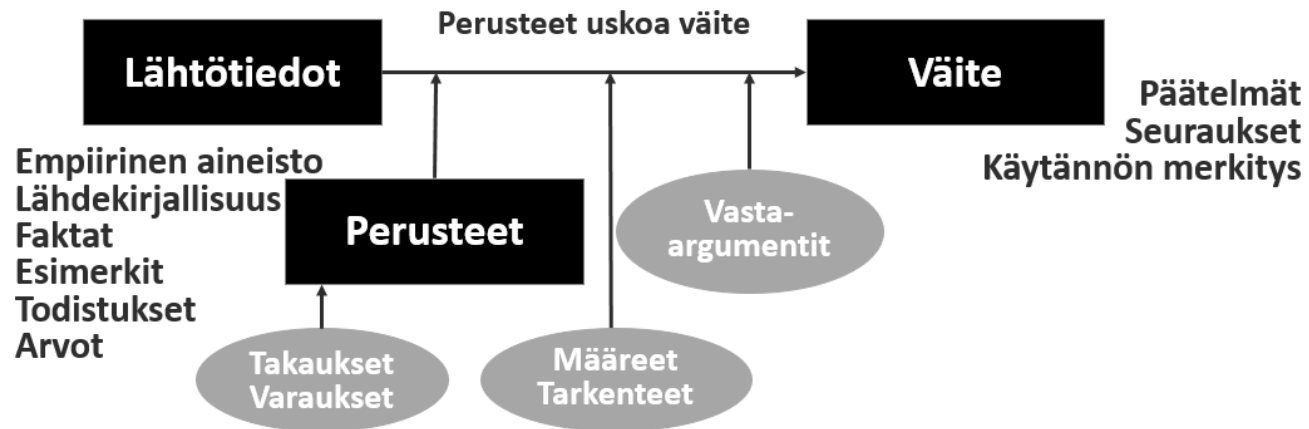 Perusteet uskoa väite
Lähtötiedot
Väite
Päätelmät
Seuraukset
Käytännön merkitys
Empiirinen aineisto
Lähdekirjallisuus
Faktat
Esimerkit
Todistukset
Arvot
Perusteet
Vasta-
argumentit
Takaukset
Varaukset
Määreet
Tarkenteet